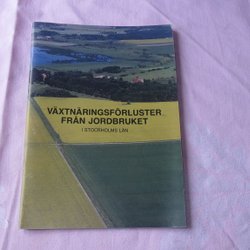 VÄXTNÄRINGSFÖRLUSTER
FRÅN JORDBRUKET
I STOCKHOLMS LÄN